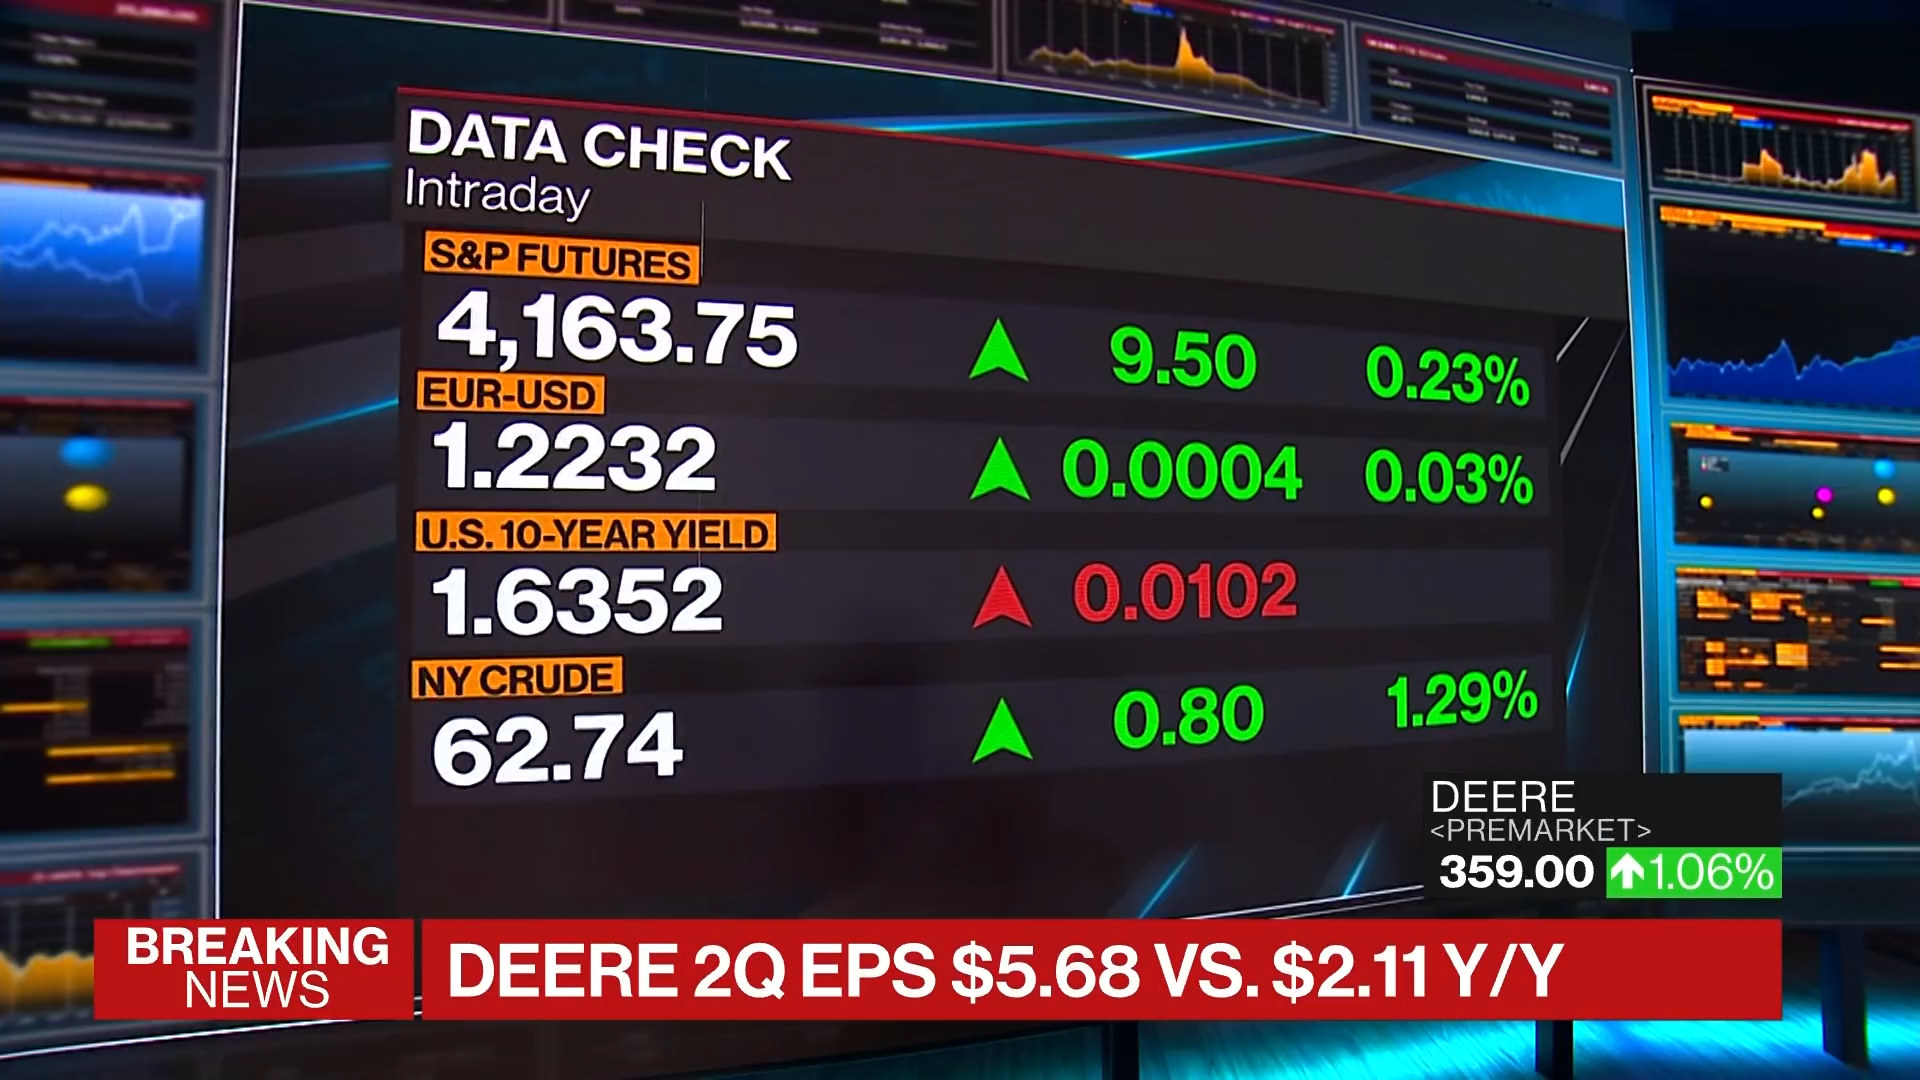 DATA CHECK
Intraday
S&P FUTURES
4,163.75 9.50 0.23%
EUR-USD
1.2232 0.0004 0.03%
U.S. 10-YEAR YIELD
1.6352 0.0102
NY CRUDE
62.74 0.80 1.29%
DEERE
<PREMARKET>
359.00 1.06%
BREAKING
NEWS
DEERE 2Q EPS $5.68 VS. $2.11 Y/Y